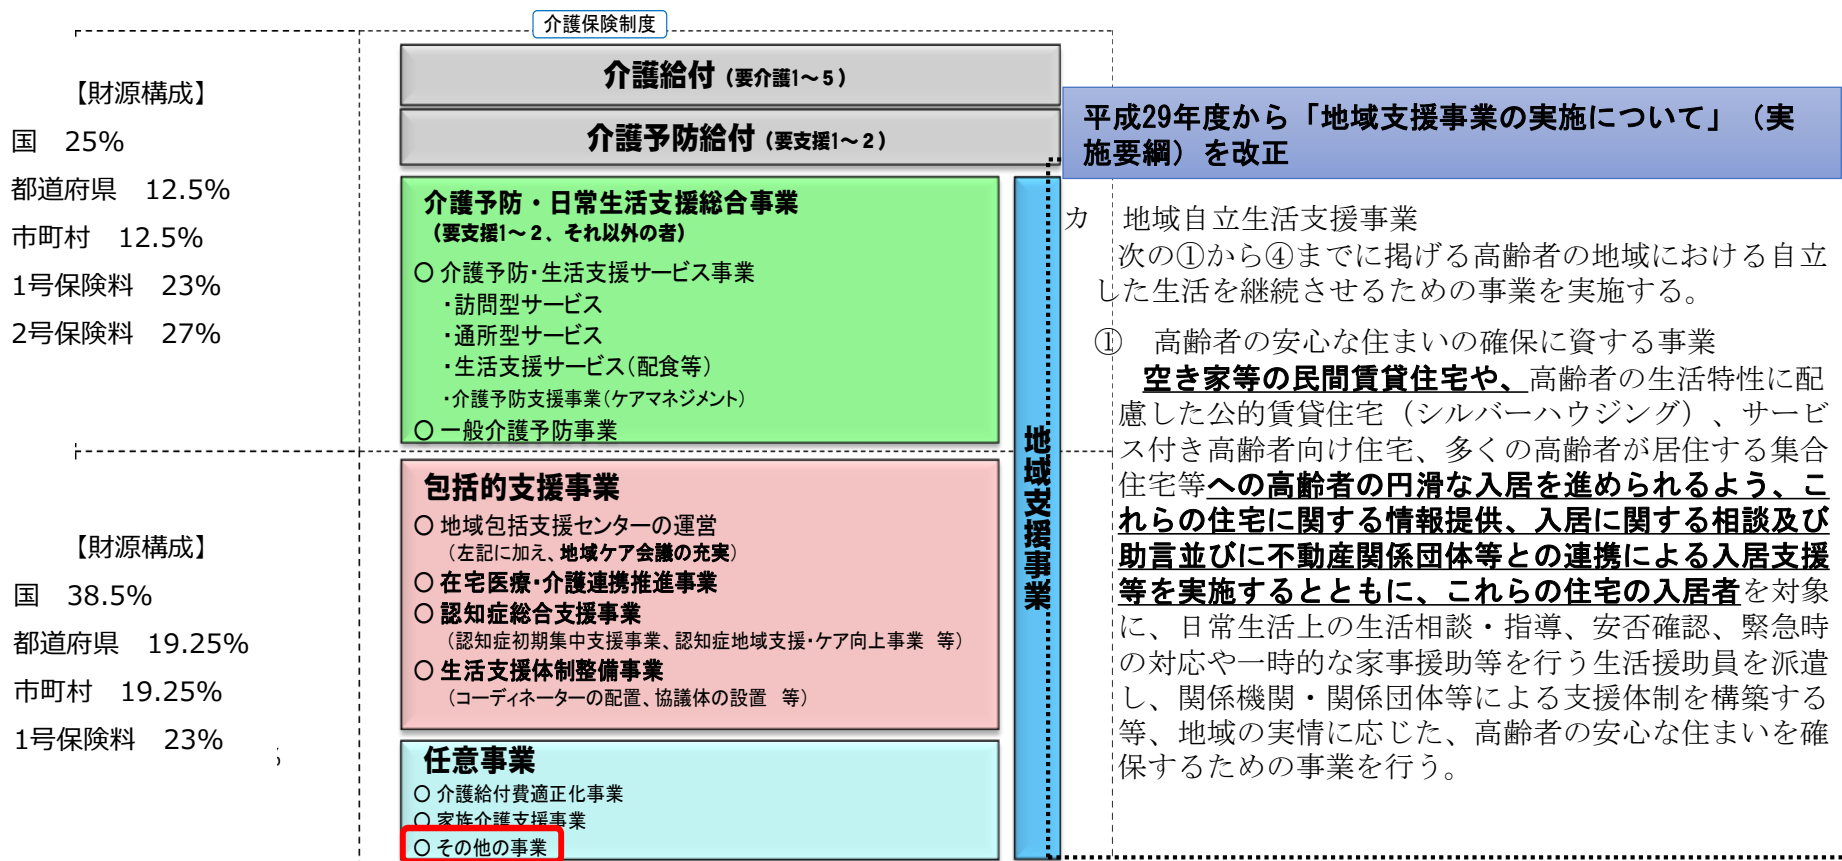 介護保険制度
【財源構成】
国　25%
都道府県　12.5%
市町村　12.5%
1号保険料　23%
2号保険料　27%
【財源構成】
国　38.5%
都道府県　19.25%
市町村　19.25%
1号保険料　23%
介護給付（要介護1～5）
介護予防給付（要支援1～2）
介護予防・日常生活支援総合事業
（要支援1～2、それ以外の者）
○ 介護予防・生活支援サービス事業
・訪問型サービス
・通所型サービス
・生活支援サービス（配食等）
・介護予防支援事業（ケアマネジメント）
○ 一般介護予防事業
包括的支援事業
○ 地域包括支援センターの運営
（左記に加え、地域ケア会議の充実）
○ 在宅医療・介護連携推進事業
○ 認知症総合支援事業
（認知症初期集中支援事業、認知症地域支援・ケア向上事業　等）
○ 生活支援体制整備事業
（コーディネーターの配置、協議体の設置　等）
任意事業
○ 介護給付費適正化事業
○ 家族介護支援事業
○ その他の事業
地域支援事業
平成29年度から「地域支援事業の実施について」（実
施要綱）を改正
カ　地域自立生活支援事業
次の①から④までに掲げる高齢者の地域における自立
した生活を継続させるための事業を実施する。
①　高齢者の安心な住まいの確保に資する事業
空き家等の民間賃貸住宅や、高齢者の生活特性に配
慮した公的賃貸住宅（シルバーハウジング）、サービ
ス付き高齢者向け住宅、多くの高齢者が居住する集合
住宅等への高齢者の円滑な入居を進められるよう、こ
れらの住宅に関する情報提供、入居に関する相談及び
助言並びに不動産関係団体等との連携による入居支援
等を実施するとともに、これらの住宅の入居者を対象
に、日常生活上の生活相談・指導、安否確認、緊急時
の対応や一時的な家事援助等を行う生活援助員を派遣
し、関係機関・関係団体等による支援体制を構築する
等、地域の実情に応じた、高齢者の安心な住まいを確
保するための事業を行う。